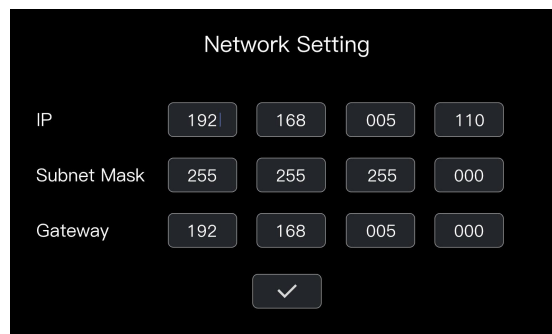 Network Setting
IP 192 168 005 110
Subnet Mask 255 255 255 000
Gateway 192 168 005 000